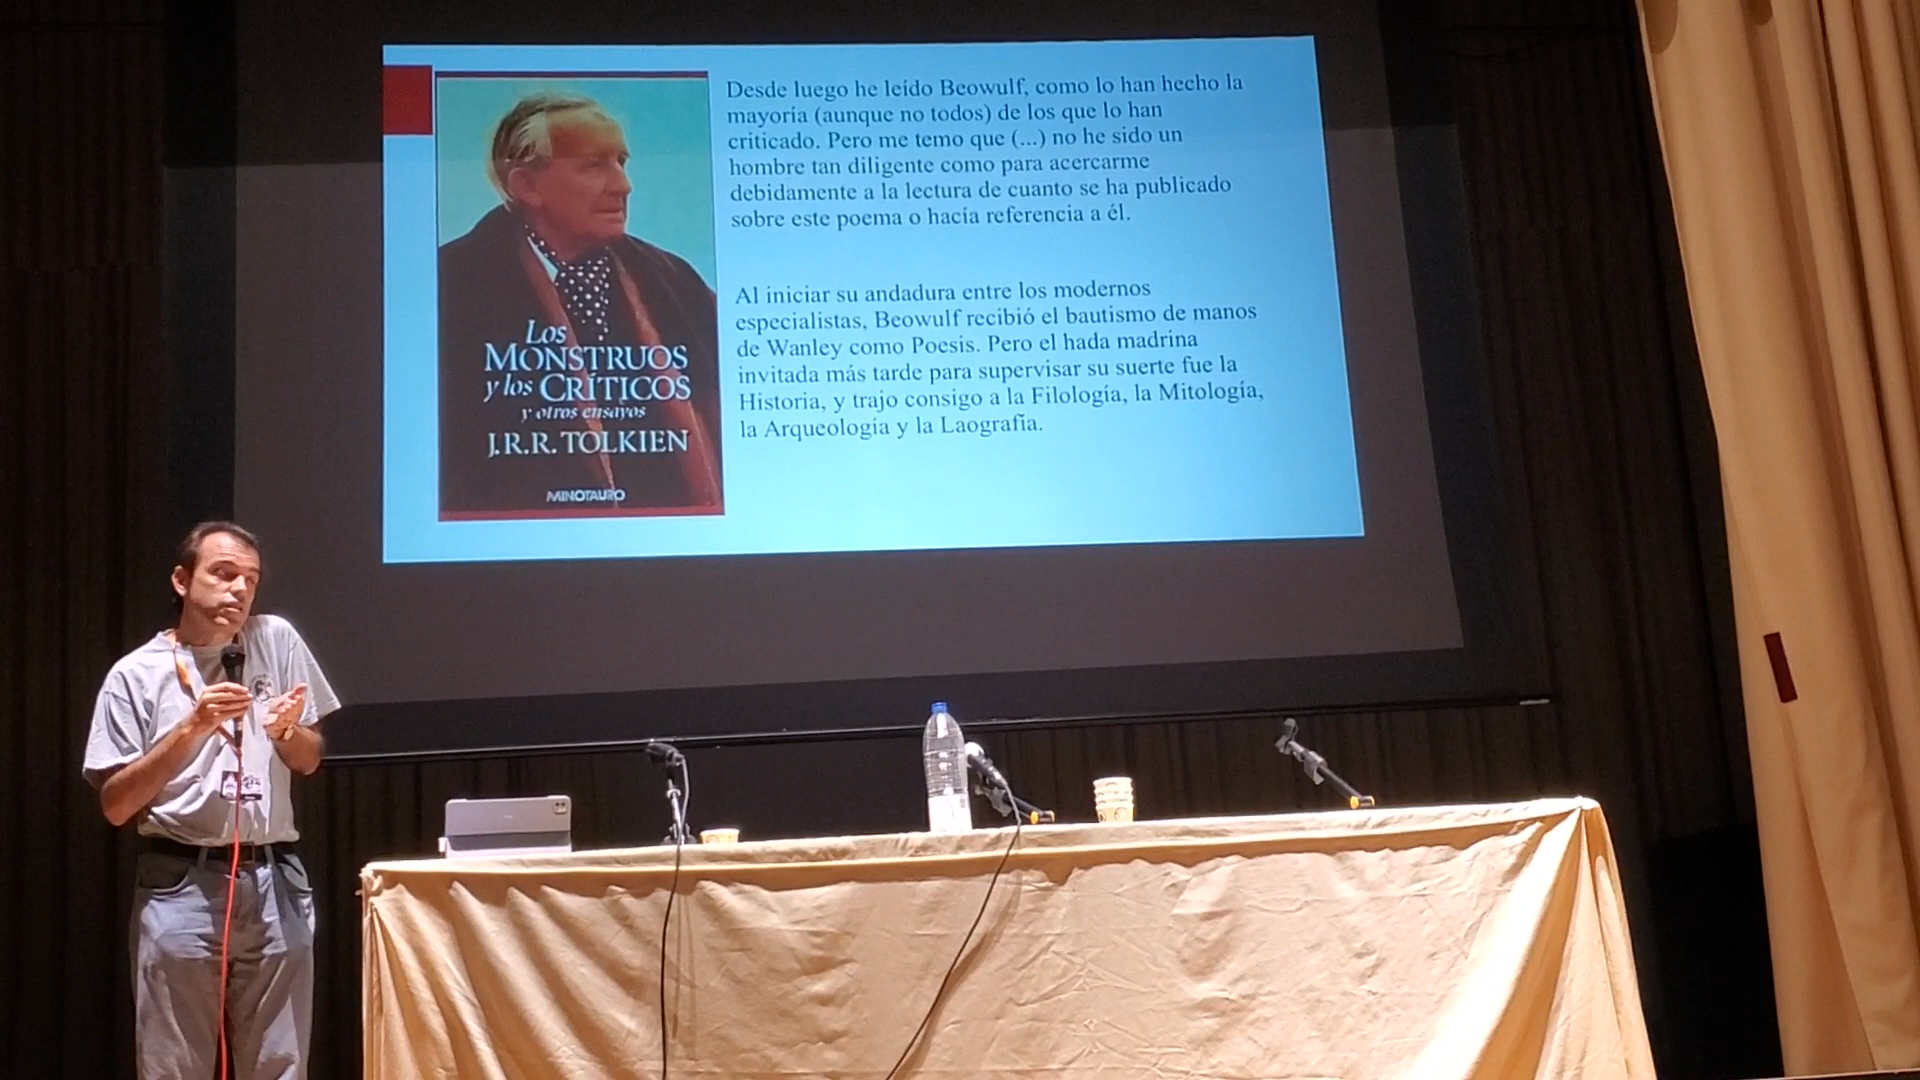 Desde luego he leído Beowulf, como lo han hecho la
mayoría (aunque no todos) de los que lo han
criticado. Pero me temo que (...) no he sido un
hombre tan diligente como para acercarme
debidamente a la lectura de cuanto se ha publicado
sobre este poema o hacía referencia a él.
Al iniciar su andadura entre los modernos
especialistas, Beowulf recibió el bautismo de manos
de Wanley como Poesis. Pero el hada madrina
invitada más tarde para supervisar su suerte fue la
Historia, y trajo consigo a la Filología, la Mitología,
la Arqueología y la Laografía.
Los
MONSTRUOS
y los CRÍTICOS
y otros ensayos
J.R.R. TOLKIEN
MINOTAURO